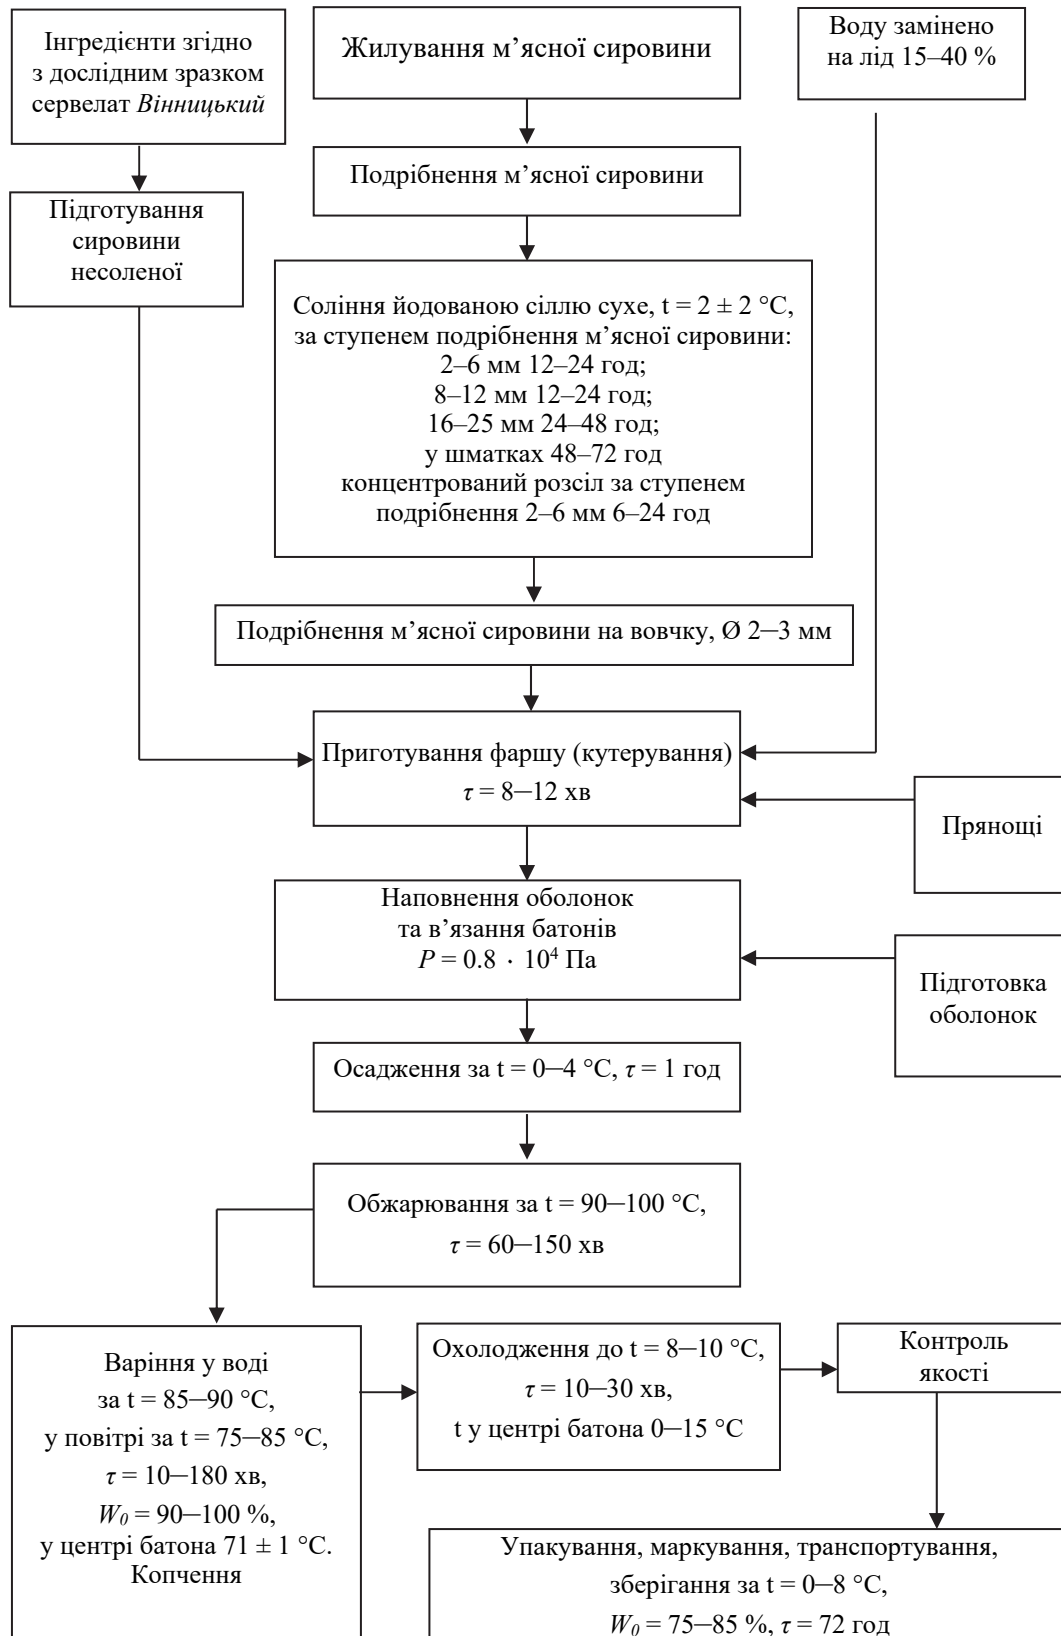 Інгредієнти згідно
з дослідним зразком
сервелат Вінницький
Жилування м’ясної сировини
Воду замінено
на лід 15–40 %
Подрібнення м’ясної сировини
Підготування
сировини
несоленої
Соління йодованою сіллю сухе, t = 2 ± 2 °C,
за ступенем подрібнення м’ясної сировини:
2–6 мм 12–24 год;
8–12 мм 12–24 год;
16–25 мм 24–48 год;
у шматках 48–72 год
концентрований розсіл за ступенем
подрібнення 2–6 мм 6–24 год
Подрібнення м’ясної сировини на вовчку, Ø 2–3 мм
Приготування фаршу (кутерування)
τ = 8–12 хв
Прянощі
Наповнення оболонок
та в’язання батонів
P = 0.8 · 10⁴ Па
Підготовка
оболонок
Осадження за t = 0–4 °C, τ = 1 год
Обжарювання за t = 90–100 °C,
τ = 60–150 хв
Варіння у воді
за t = 85–90 °C,
у повітрі за t = 75–85 °C,
τ = 10–180 хв,
W₀ = 90–100 %,
у центрі батона 71 ± 1 °C.
Копчення
Охолодження до t = 8–10 °C,
τ = 10–30 хв,
t у центрі батона 0–15 °C
Контроль
якості
Упакування, маркування, транспортування,
зберігання за t = 0–8 °C,
W₀ = 75–85 %, τ = 72 год